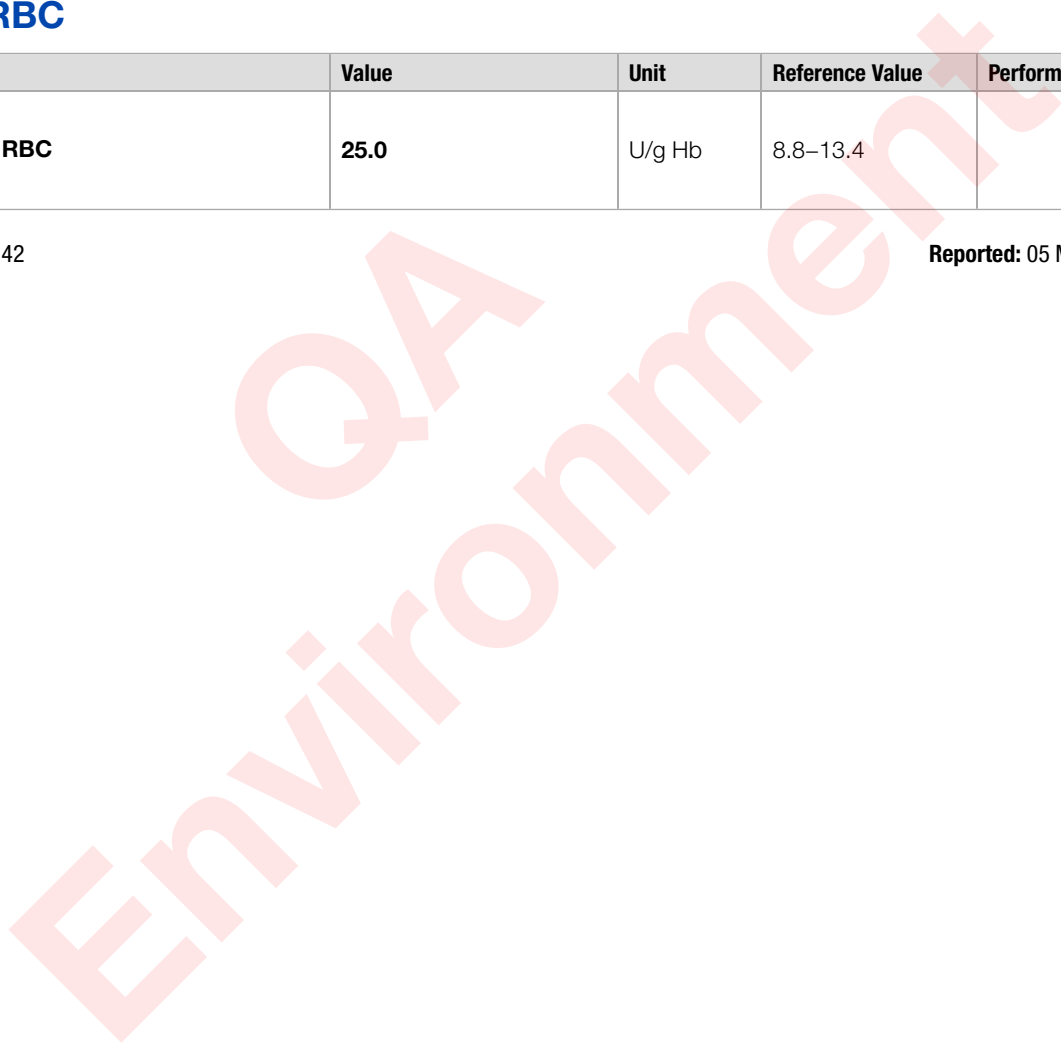 RBC
Value Unit Reference Value Perform
RBC 25.0 U/g Hb 8.8–13.4
42 Reported: 05 M
QA
Environment